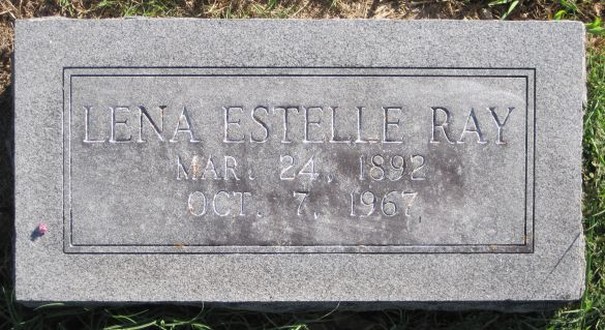 LENA ESTELLE RAY
MAR. 24, 1892
OCT. 7, 1967